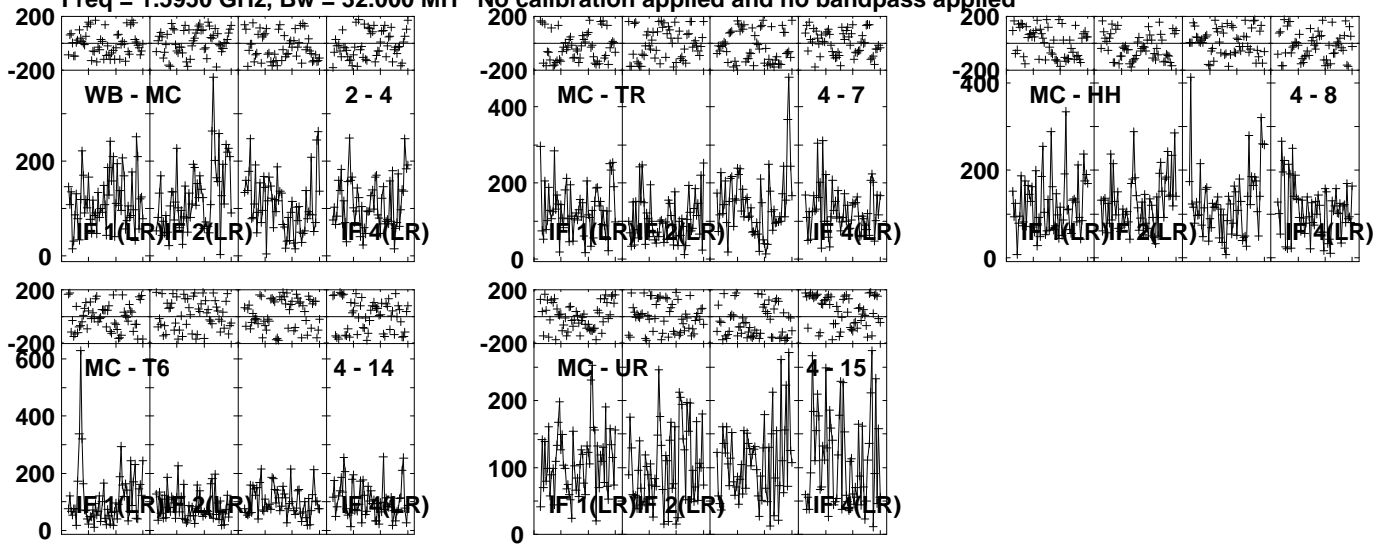 Freq = 1.5950 GHz, Bw = 32.000 MH No calibration applied and no bandpass applied
200
-200
WB - MC 2 - 4
200
0
IF 1(LR) IF 2(LR) IF 4(LR)
200
-200
MC - TR 4 - 7
400
200
0
IF 1(LR) IF 2(LR) IF 4(LR)
200
-200
400
MC - HH 4 - 8
200
0
IF 1(LR) IF 2(LR) IF 4(LR)
200
-200
600
MC - T6 4 - 14
400
200
0
IF 1(LR) IF 2(LR) IF 4(LR)
200
-200
MC - UR 4 - 15
200
100
0
IF 1(LR) IF 2(LR) IF 4(LR)